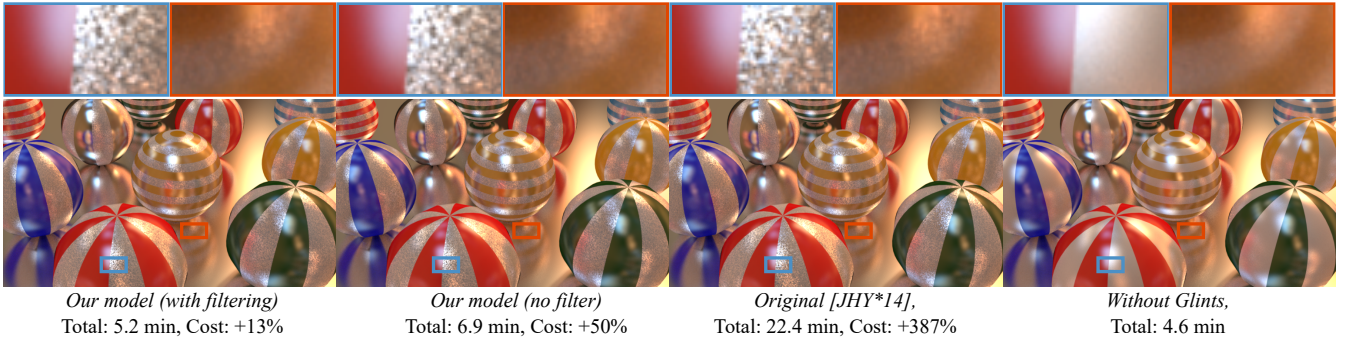 Our model (with filtering)
Total: 5.2 min, Cost: +13%
Our model (no filter)
Total: 6.9 min, Cost: +50%
Original [JHY*14],
Total: 22.4 min, Cost: +387%
Without Glints,
Total: 4.6 min